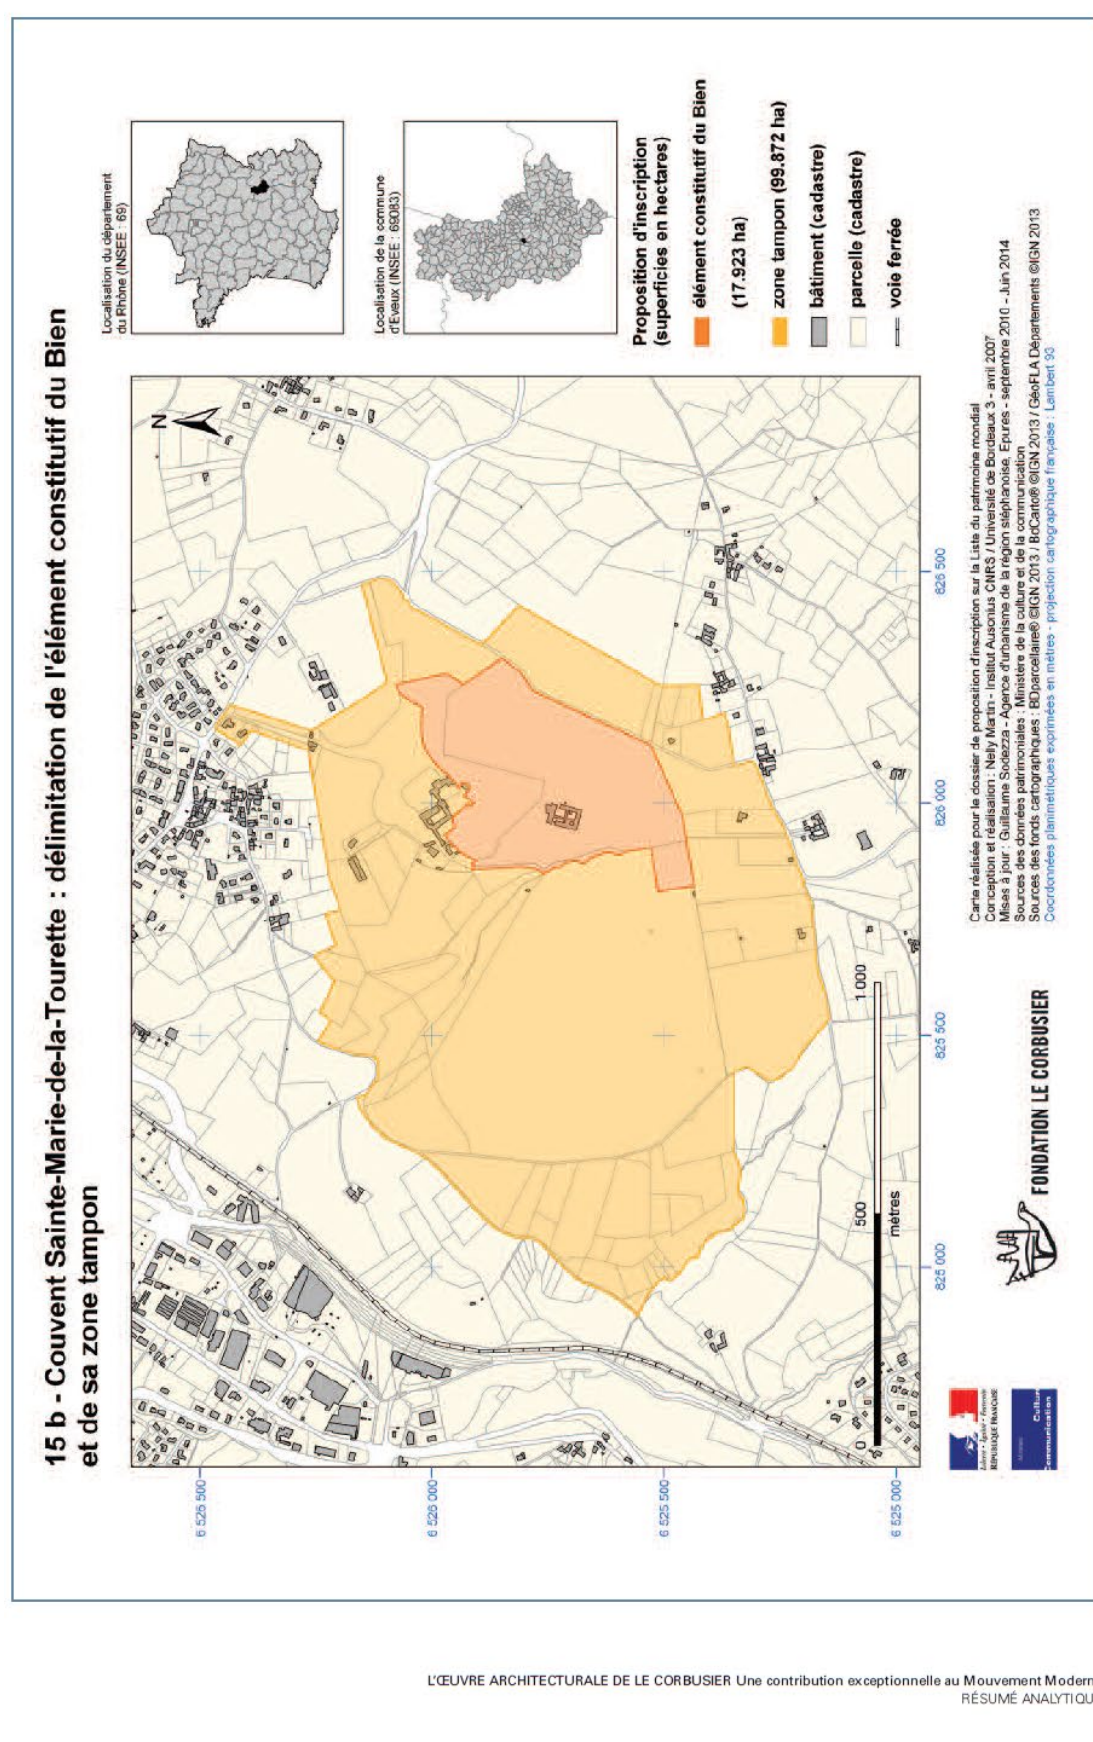 15 b - Couvent Sainte-Marie-de-la-Tourette : délimitation de l'élément constitutif du Bien
et de sa zone tampon
Localisation du département
du Rhône (INSEE : 69)
Localisation de la commune
d'Eveux (INSEE : 69083)
Proposition d'inscription
(superficies en hectares)
élément constitutif du Bien
(17.923 ha)
zone tampon (99.872 ha)
bâtiment (cadastre)
parcelle (cadastre)
voie ferrée
N
6 526 500
6 526 000
6 525 500
6 525 000
825 000
825 500
826 000
826 500
0
500
1 000
mètres
Carte réalisée pour le dossier de proposition d'inscription sur la Liste du patrimoine mondial
Conception et réalisation : Nelly Martin - Institut Ausonius CNRS / Université de Bordeaux 3 - avril 2007
Mises à jour : Guillaume Sodezza - Agence d'urbanisme de la région stéphanoise, Epures - septembre 2010 - Juin 2014
Sources des données patrimoniales : Ministère de la culture et de la communication
Sources des fonds cartographiques : BDparcellaire® ©IGN 2013 / BdCarto® ©IGN 2013 / GéoFLA Départements ©IGN 2013
Coordonnées planimétriques exprimées en mètres - projection cartographique française : Lambert 93
Liberté • Égalité • Fraternité
RÉPUBLIQUE FRANÇAISE
Culture
Communication
FONDATION LE CORBUSIER
L'ŒUVRE ARCHITECTURALE DE LE CORBUSIER Une contribution exceptionnelle au Mouvement Modern
RÉSUMÉ ANALYTIQU